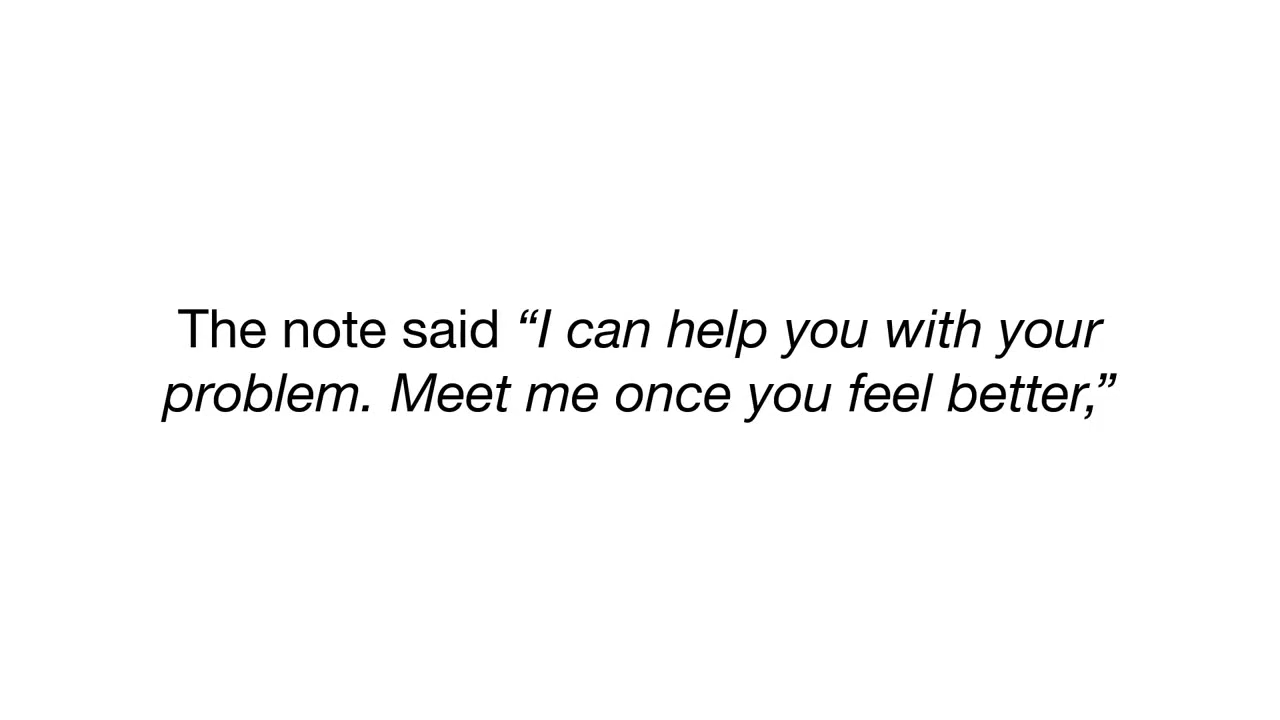 The note said “I can help you with your
problem. Meet me once you feel better,”